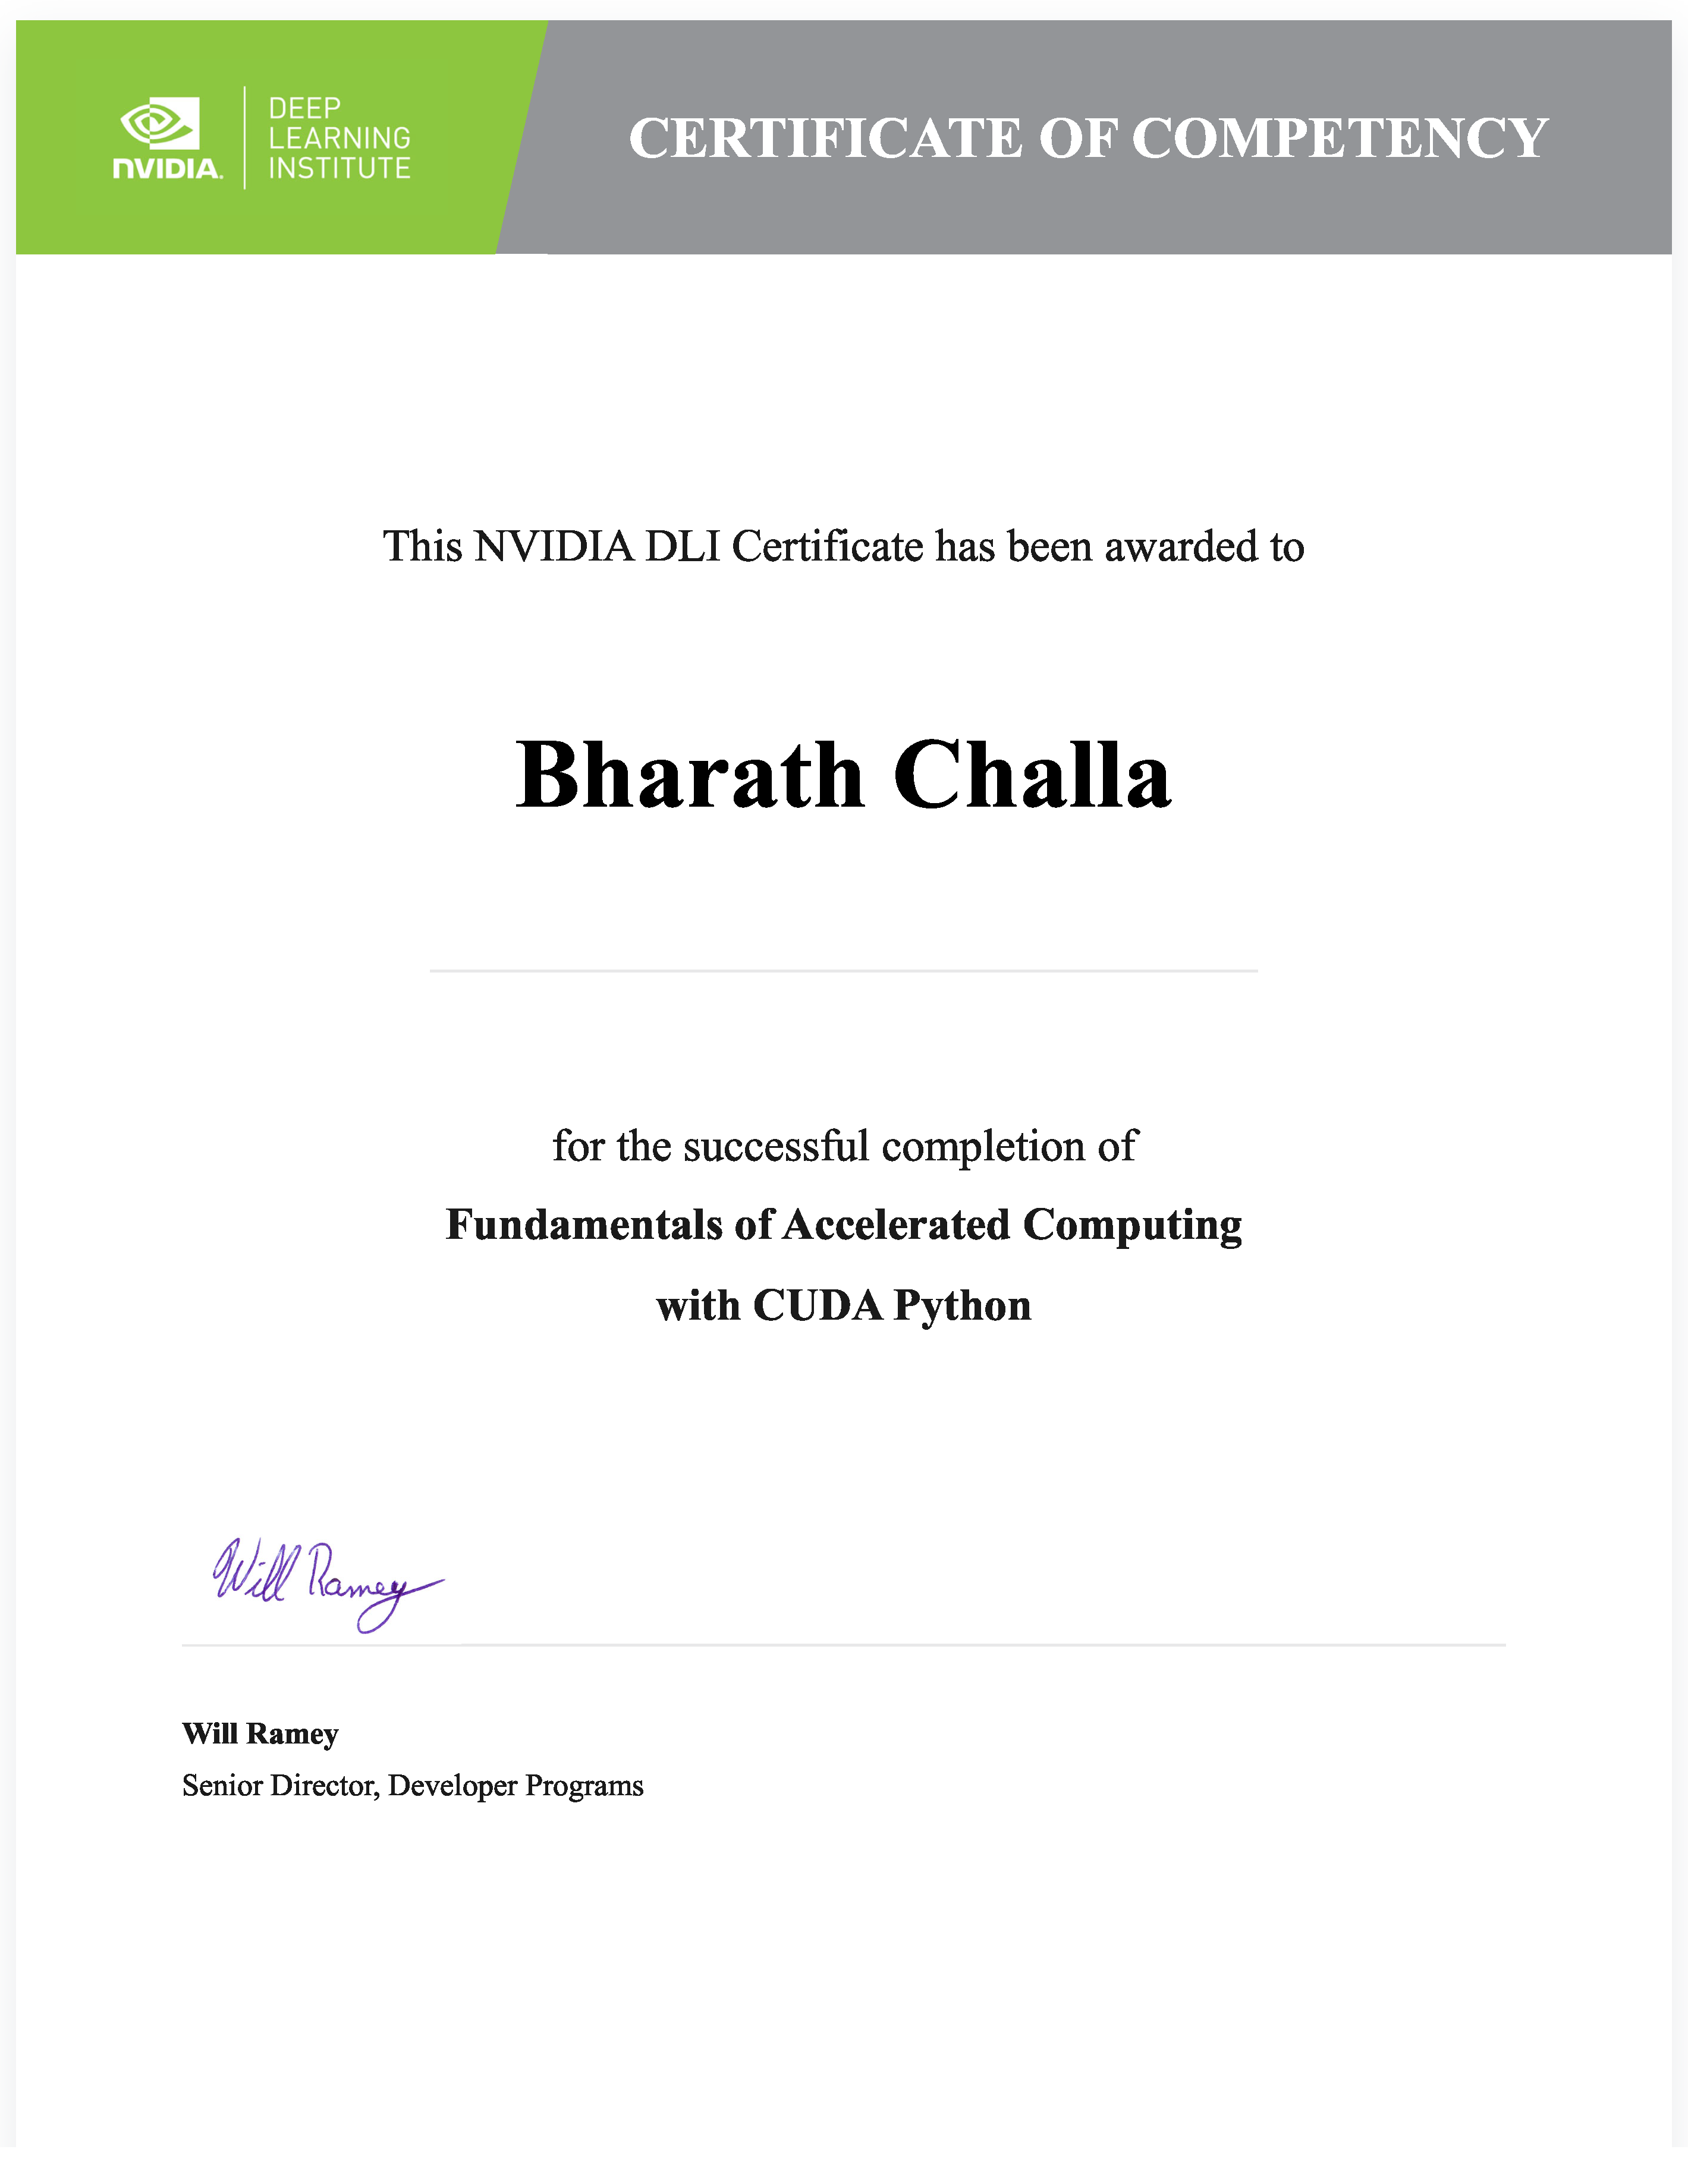 NVIDIA.
DEEP
LEARNING
INSTITUTE
CERTIFICATE OF COMPETENCY
This NVIDIA DLI Certificate has been awarded to
Bharath Challa
for the successful completion of
Fundamentals of Accelerated Computing
with CUDA Python
Will Ramey
Will Ramey
Senior Director, Developer Programs